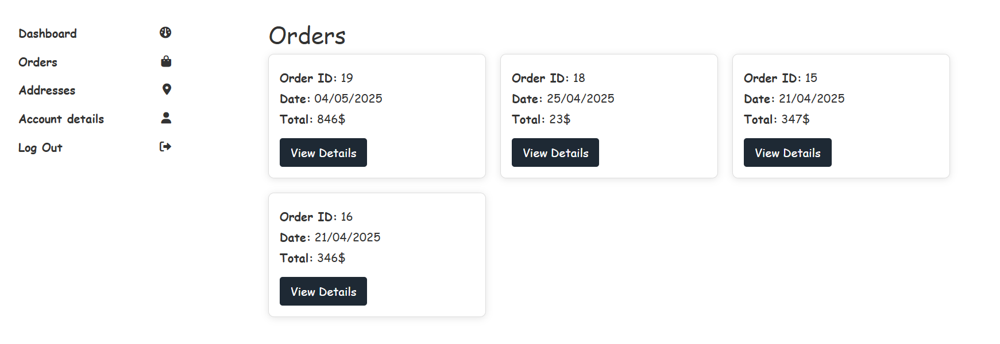 Dashboard
Orders
Addresses
Account details
Log Out
Orders
Order ID: 19
Date: 04/05/2025
Total: 846$
View Details
Order ID: 18
Date: 25/04/2025
Total: 23$
View Details
Order ID: 15
Date: 21/04/2025
Total: 347$
View Details
Order ID: 16
Date: 21/04/2025
Total: 346$
View Details